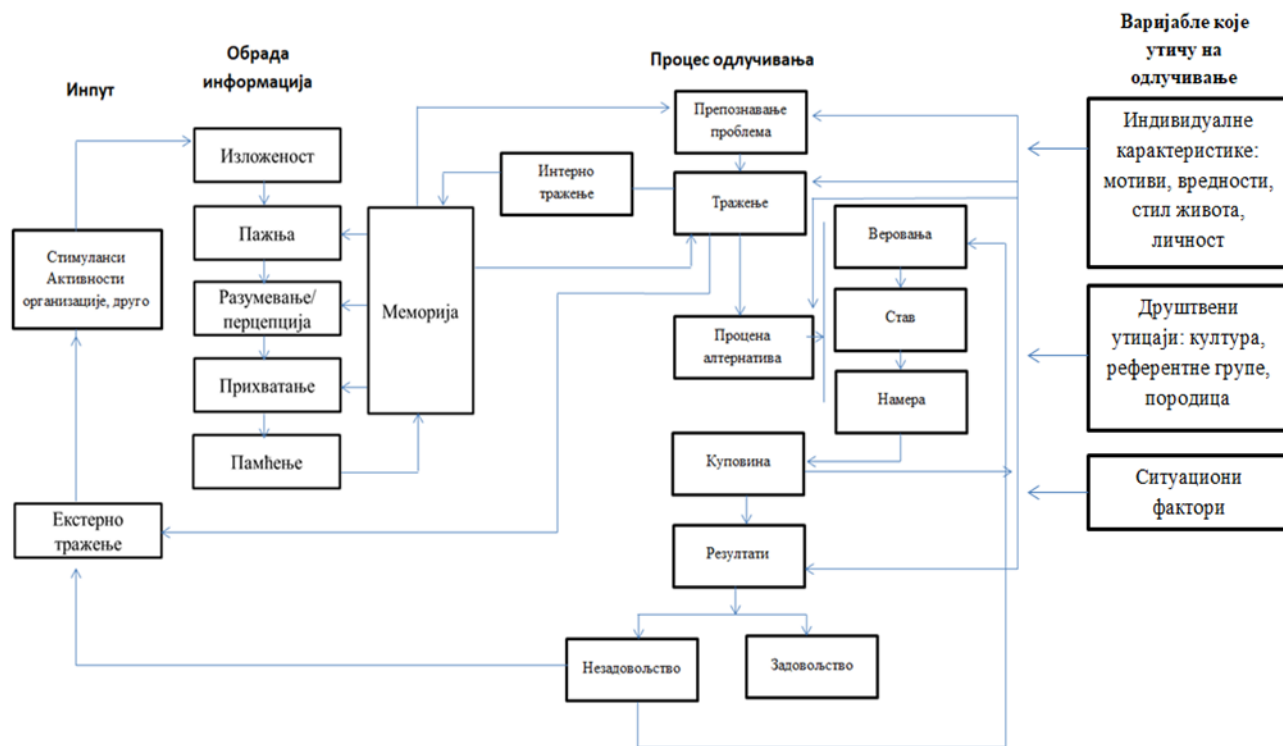 Инпут
Обрада
информација
Процес одлучивања
Варијабле које
утичу на
одлучивање
Стимуланси
Активности
организације, друго
Екстерно
тражење
Изложеност
Пажња
Разумевање/
перцепција
Прихватање
Памћење
Меморија
Интерно
тражење
Препознавање
проблема
Тражење
Процена
алтернатива
Веровања
Став
Намера
Куповина
Резултати
Незадовољство
Задовољство
Индивидуалне
карактеристике:
мотиви, вредности,
стил живота,
личност
Друштвени
утицаји: култура,
референтне групе,
породица
Ситуациони
фактори